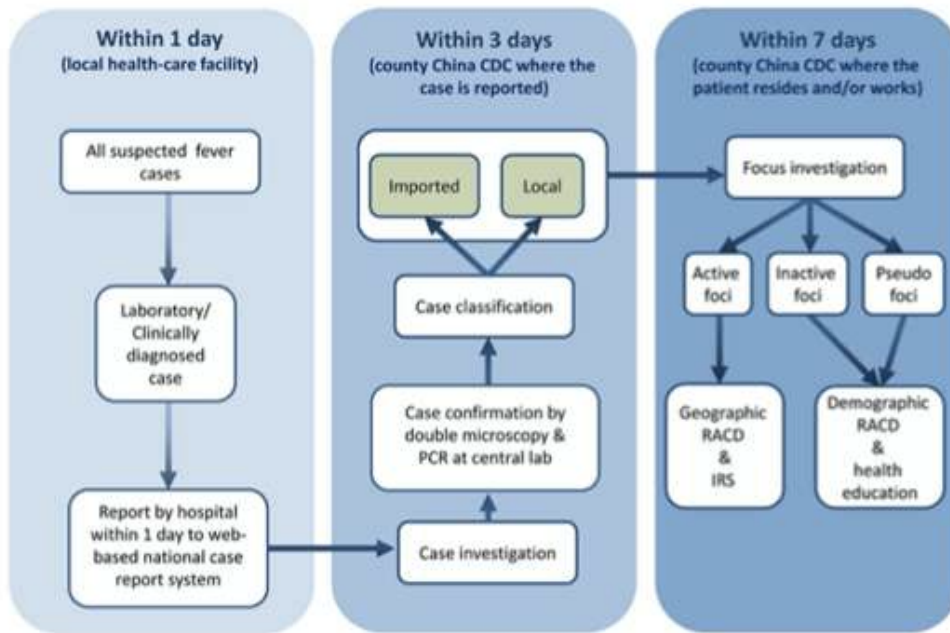 Within 1 day
(local health-care facility)
All suspected fever
cases
Laboratory/
Clinically
diagnosed
case
Report by hospital
within 1 day to web-
based national case
report system
Within 3 days
(county China CDC where the
case is reported)
Imported
Local
Case classification
Case confirmation by
double microscopy &
PCR at central lab
Case investigation
Within 7 days
(county China CDC where the
patient resides and/or works)
Focus investigation
Active
foci
Inactive
foci
Pseudo
foci
Geographic
RACD
&
IRS
Demographic
RACD
&
health
education